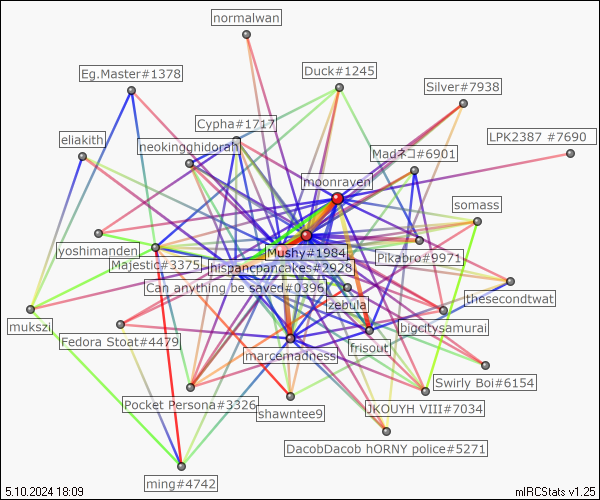 normalwan
Eg.Master#1378
Duck#1245
Silver#7938
Cypha#1717
LPK2387 #7690
eliakith
neokingghidorah
Madネコ#6901
moonraven
somass
yoshimanden
Mushy#1984
Pikabro#9971
Majestic#3375
hispancpancakes#2928
Can anything be saved#0396
thesecondtwat
zebula
mukszi
bigcitysamurai
Fedora Stoat#4479
marcemadness
frisout
Swirly Boi#6154
Pocket Persona#3326
shawntee9
JKOUYH VIII#7034
DacobDacob hORNY police#5271
ming#4742
5.10.2024 18:09
mIRCStats v1.25